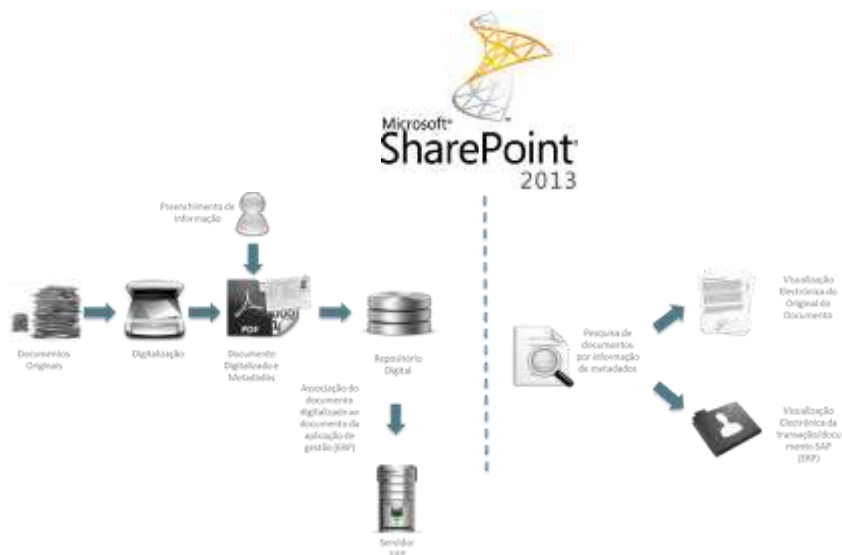 Microsoft®
SharePoint
2013
Preenchimento de
Informação
Documentos
Originais
Digitalização
PDF
Documento
Digitalizado e
Metadados
Repositório
Digital
Associação do
documento
digitalizado ao
documento da
aplicação de
gestão (ERP)
Servidor
SAP
Pesquisa de
documentos
por informação
de metadados
Visualização
Electrónica do
Original do
Documento
Visualização
Electrónica da
transação/docu
mento SAP
(ERP)